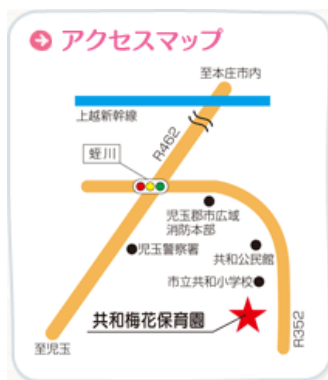 アクセスマップ
至本庄市内
上越新幹線
R462
蛭川
児玉郡市広域
消防本部
児玉警察署
共和公民館
市立共和小学校
共和梅花保育園
R352
至児玉